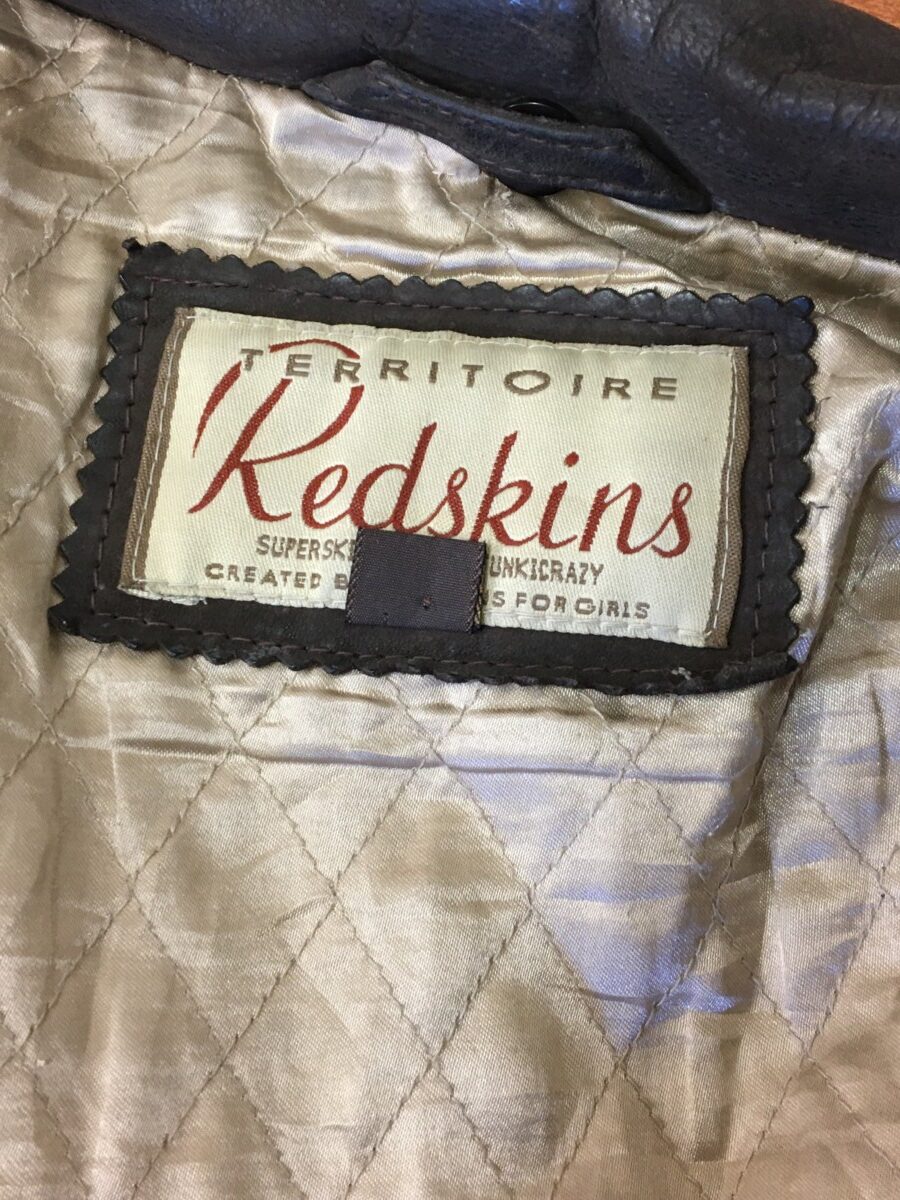 TERRITOIRE
Redskins
SUPERSK UNKICRAZY
CREATED B S FOR GIRLS